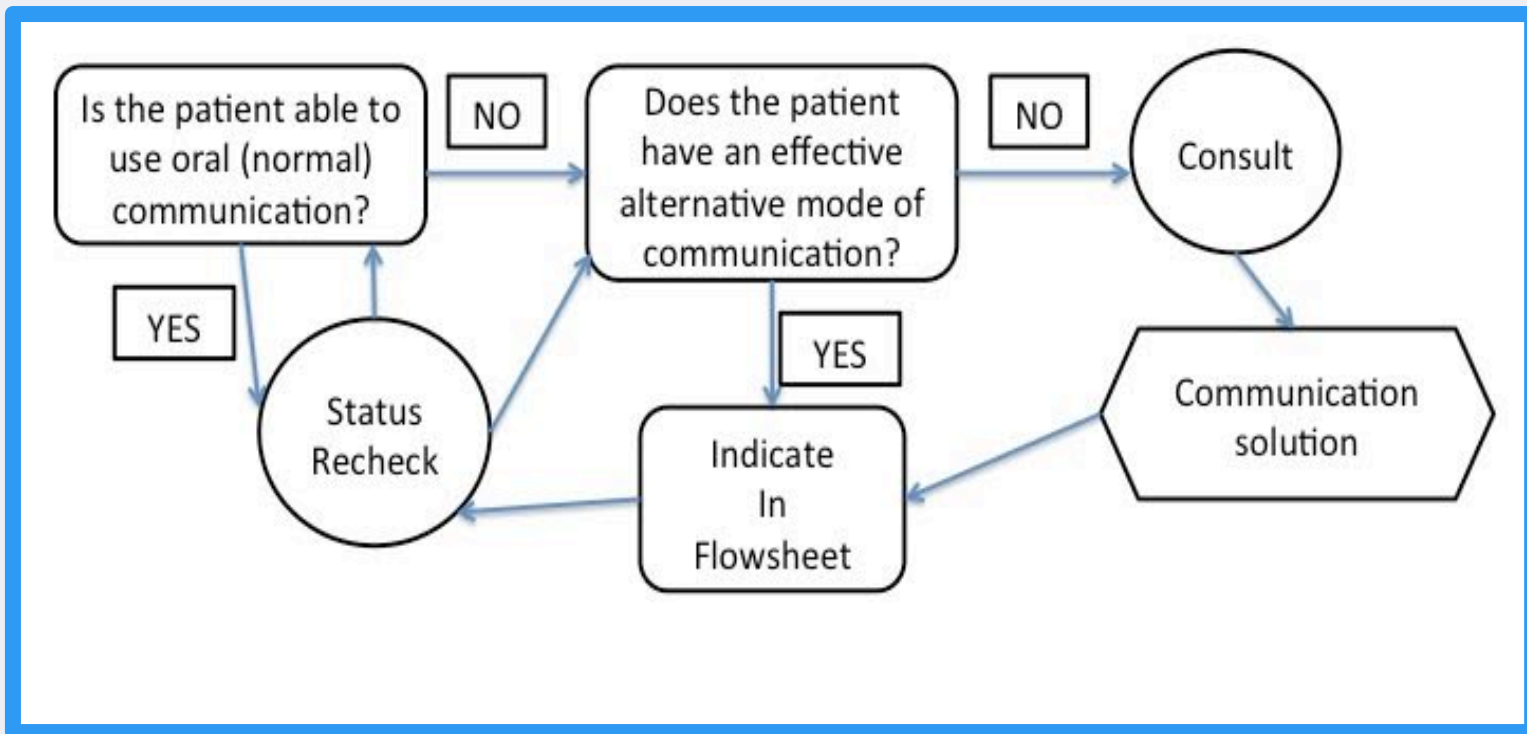 Is the patient able to
use oral (normal)
communication?
NO
Does the patient
have an effective
alternative mode of
communication?
NO
Consult
YES
Status
Recheck
YES
Indicate
In
Flowsheet
Communication
solution